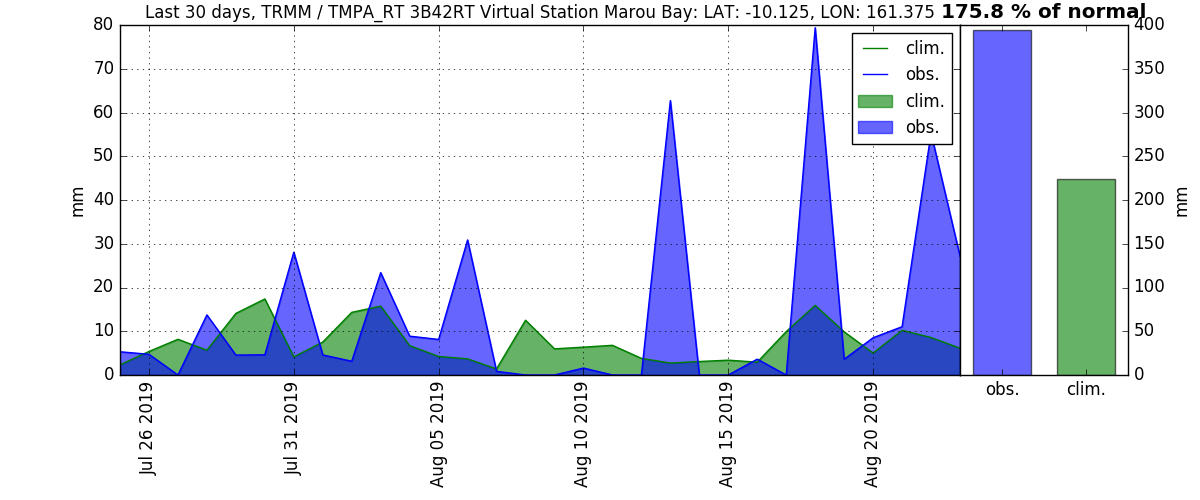 Last 30 days, TRMM / TMPA_RT 3B42RT Virtual Station Marou Bay: LAT: -10.125, LON: 161.375 175.8 % of normal
80
70
60
50
40
30
20
10
0
mm
clim.
obs.
clim.
obs.
400
350
300
250
200
150
100
50
0
mm
Jul 26 2019
Jul 31 2019
Aug 05 2019
Aug 10 2019
Aug 15 2019
Aug 20 2019
obs. clim.